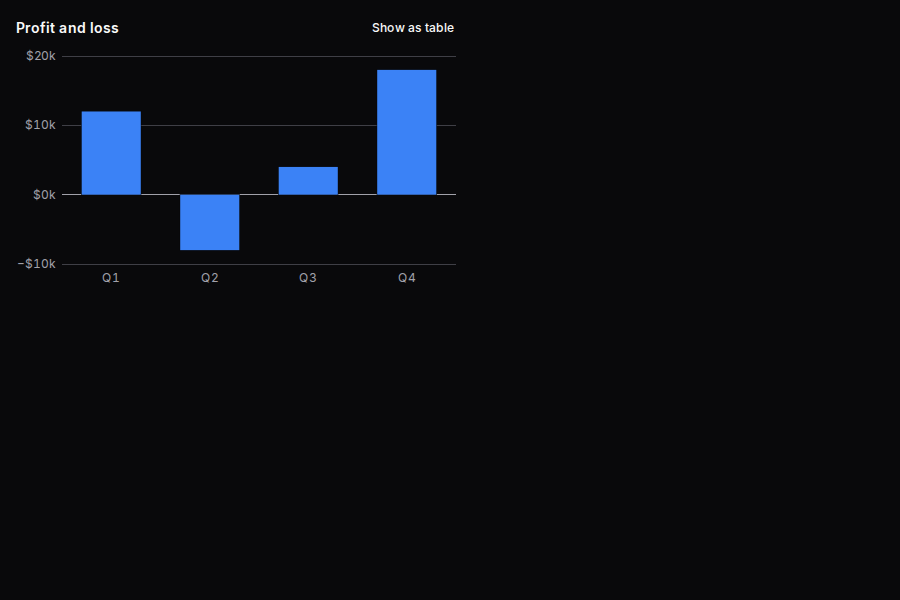 Profit and loss
Show as table
$20k
$10k
$0k
−$10k
Q1 Q2 Q3 Q4